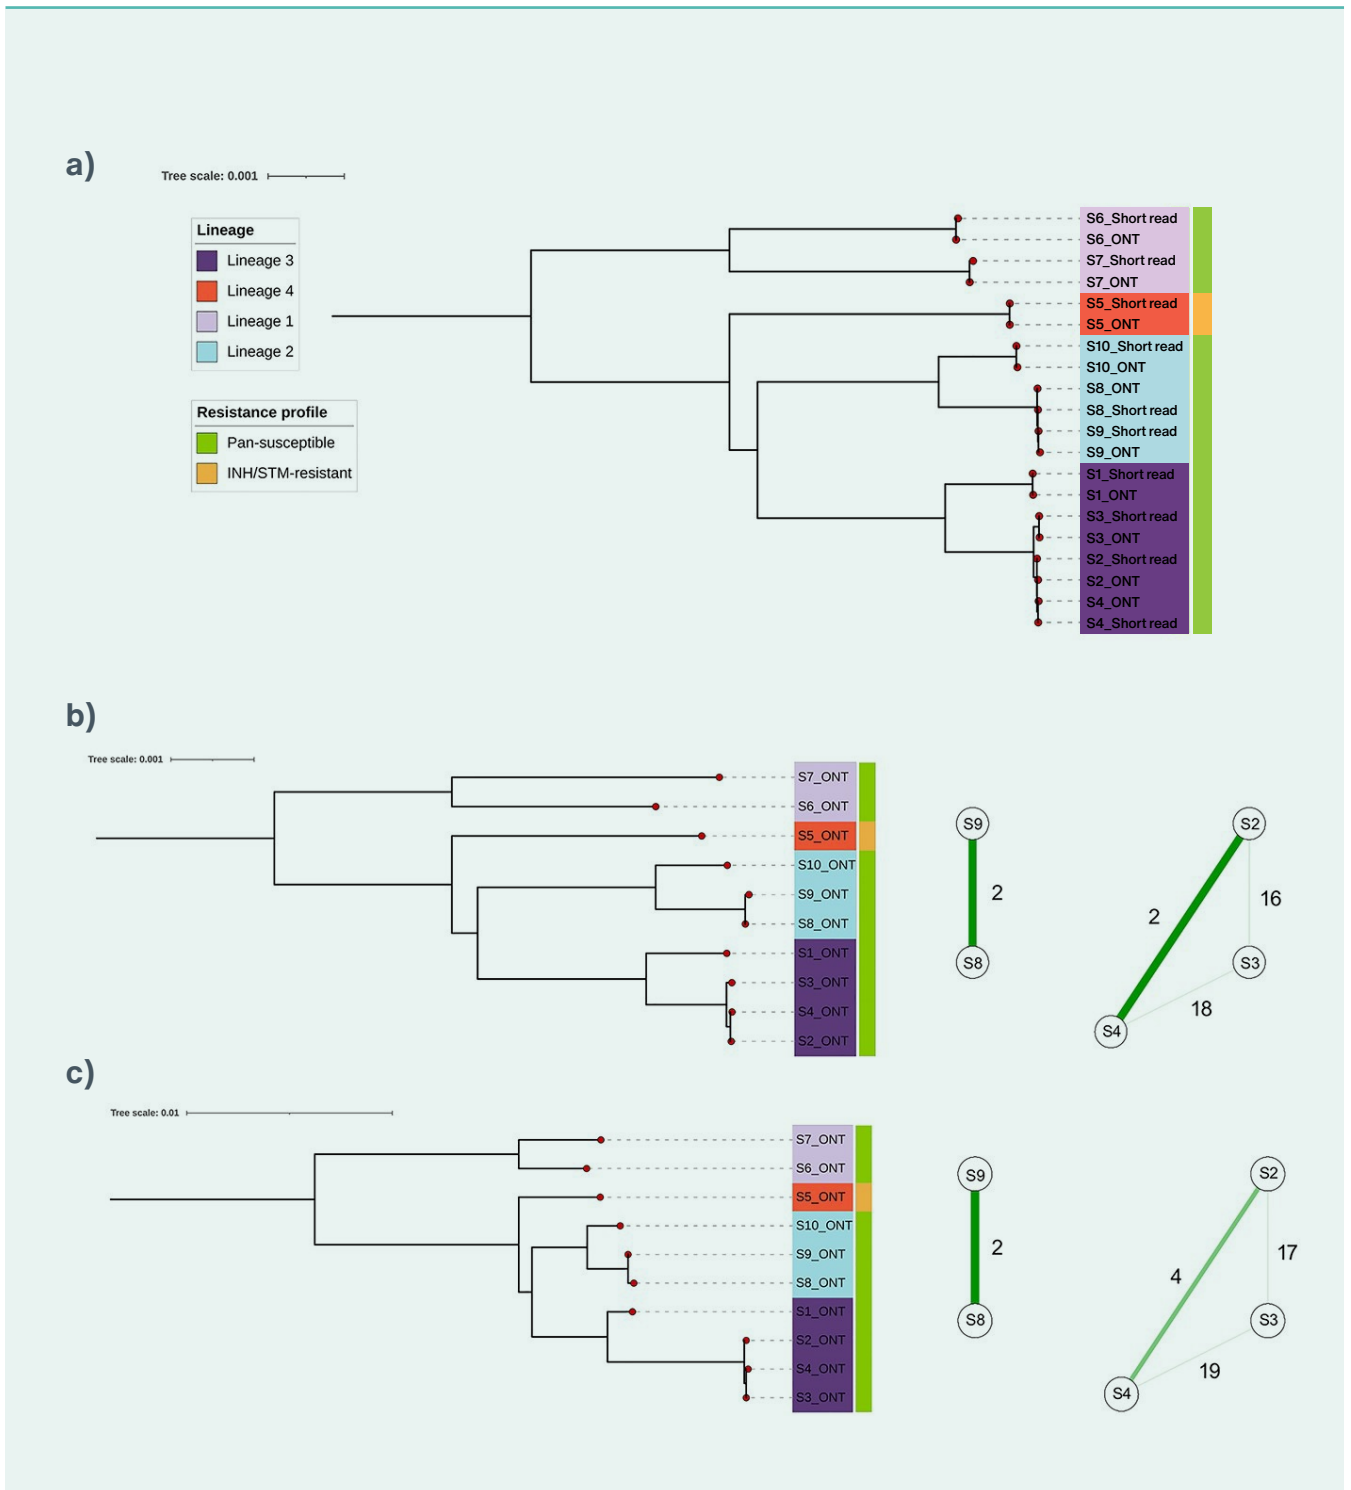 a)
Tree scale: 0.001
Lineage
Lineage 3
Lineage 4
Lineage 1
Lineage 2
Resistance profile
Pan-susceptible
INH/STM-resistant
S6_Short read
S6_ONT
S7_Short read
S7_ONT
S5_Short read
S5_ONT
S10_Short read
S10_ONT
S8_ONT
S8_Short read
S9_Short read
S9_ONT
S1_Short read
S1_ONT
S3_Short read
S3_ONT
S2_Short read
S2_ONT
S4_ONT
S4_Short read
b)
Tree scale: 0.001
S7_ONT
S6_ONT
S5_ONT
S10_ONT
S9_ONT
S8_ONT
S1_ONT
S3_ONT
S4_ONT
S2_ONT
S9
2
S8
S2
16
2
S3
18
S4
c)
Tree scale: 0.01
S7_ONT
S6_ONT
S5_ONT
S10_ONT
S9_ONT
S8_ONT
S1_ONT
S2_ONT
S4_ONT
S3_ONT
S9
2
S8
S2
17
4
S3
19
S4